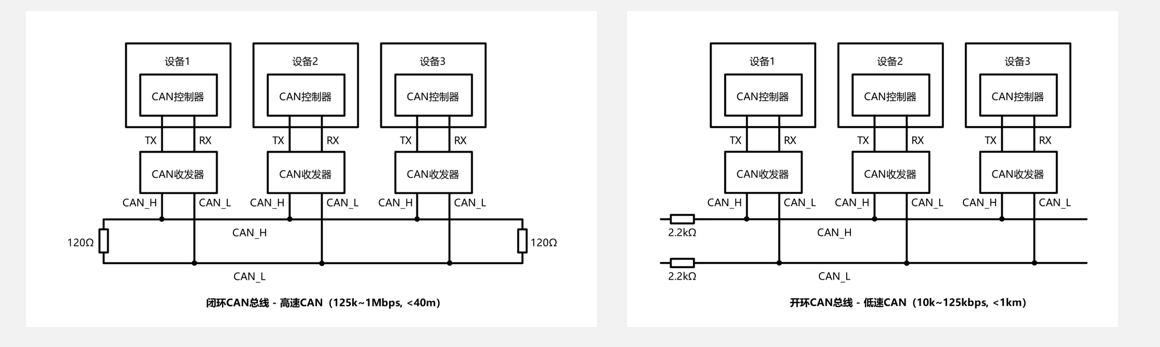 设备1 设备2 设备3
CAN控制器 CAN控制器 CAN控制器
TX RX TX RX TX RX
CAN收发器 CAN收发器 CAN收发器
CAN_H CAN_L CAN_H CAN_L CAN_H CAN_L
CAN_H
120Ω 120Ω
CAN_L
闭环CAN总线 - 高速CAN（125k~1Mbps, <40m）
设备1 设备2 设备3
CAN控制器 CAN控制器 CAN控制器
TX RX TX RX TX RX
CAN收发器 CAN收发器 CAN收发器
CAN_H CAN_L CAN_H CAN_L CAN_H CAN_L
2.2kΩ CAN_H
2.2kΩ CAN_L
开环CAN总线 - 低速CAN（10k~125kbps, <1km）